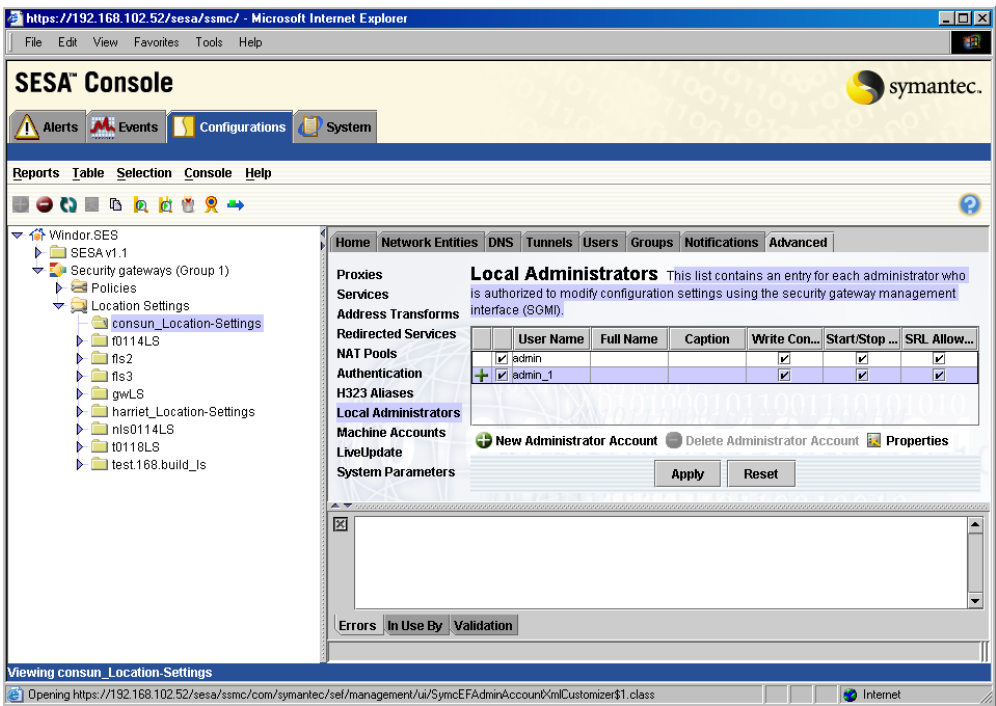 https://192.168.102.52/sesa/ssmc/ - Microsoft Internet Explorer
File Edit View Favorites Tools Help
SESA™ Console
symantec.
Alerts Events Configurations System
Reports Table Selection Console Help
Windor.SES
SESA v1.1
Security gateways (Group 1)
Policies
Location Settings
consun_Location-Settings
f0114LS
fls2
fls3
gwLS
harriet_Location-Settings
nls0114LS
t0118LS
test.168.build_ls
Home Network Entities DNS Tunnels Users Groups Notifications Advanced
Proxies
Services
Address Transforms
Redirected Services
NAT Pools
Authentication
H323 Aliases
Local Administrators
Machine Accounts
LiveUpdate
System Parameters
Local Administrators This list contains an entry for each administrator who
is authorized to modify configuration settings using the security gateway management
interface (SGMI).
User Name Full Name Caption Write Con... Start/Stop ... SRL Allow...
admin
admin_1
New Administrator Account Delete Administrator Account Properties
Apply Reset
Errors In Use By Validation
Viewing consun_Location-Settings
Opening https://192.168.102.52/sesa/ssmc/com/symantec/sef/management/ui/SymcEFAdminAccountXmlCustomizer$1.class
Internet